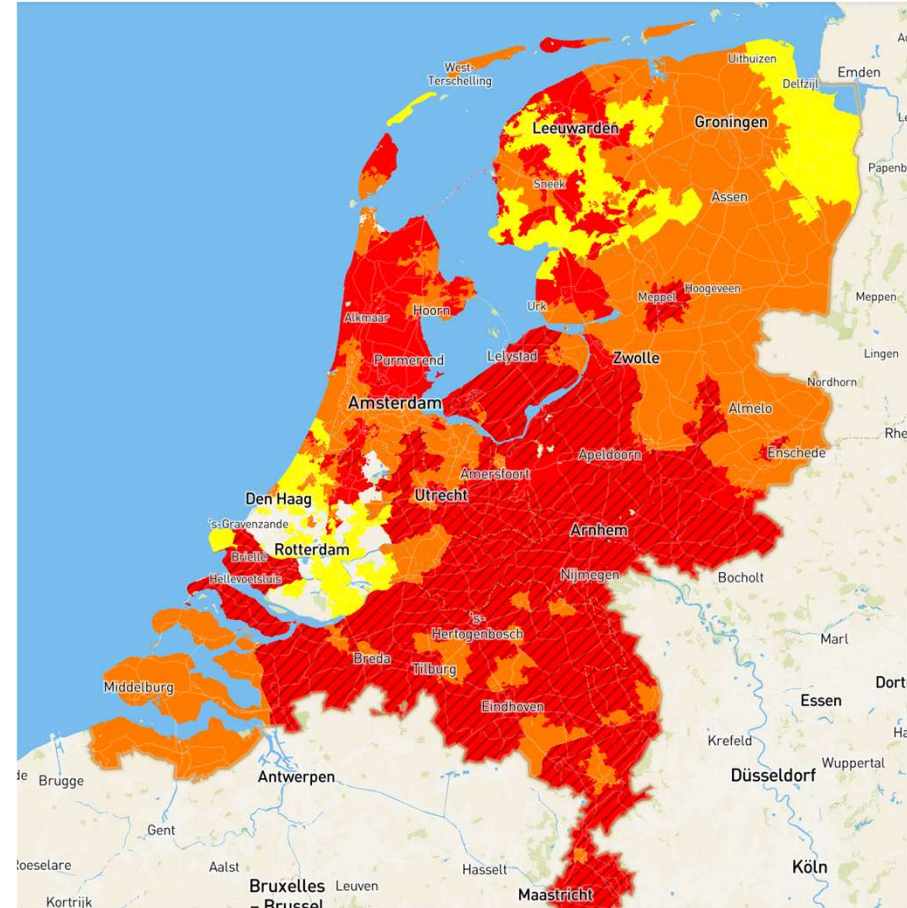 Uithuizen
Emden
West-
Terschelling
Delfzijl
Leeuwarden
Groningen
Papenb
Sneek
Assen
Meppel
Hoogeveen
Meppen
Urk
Hoorn
Alkmaar
Purmerend
Lelystad
Zwolle
Lingen
Nordhorn
Amsterdam
Almelo
Rhe
Enschede
Apeldoorn
Amersfoort
Den Haag
Utrecht
's-Gravenzande
Arnhem
Rotterdam
Brielle
Hellevoetsluis
Nijmegen
Bocholt
's-
Hertogenbosch
Marl
Breda
Tilburg
Middelburg
Essen
Dort
Eindhoven
Krefeld
Wuppertal
Antwerpen
Düsseldorf
de
Brugge
Gent
Roeselare
Aalst
Hasselt
Köln
Bruxelles
– Brussel
Leuven
Maastricht
Kortrijk